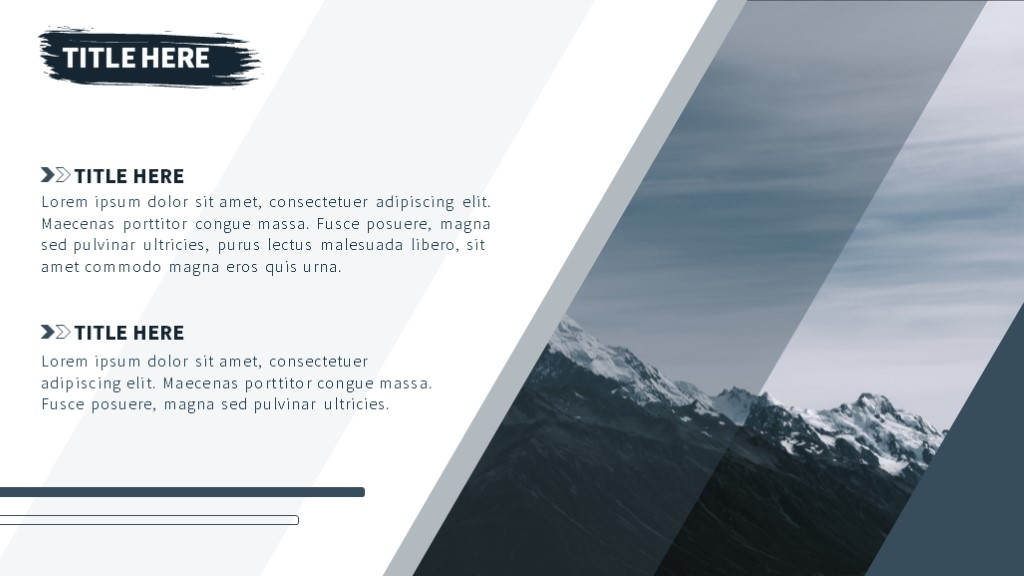 TITLE HERE
TITLE HERE
Lorem ipsum dolor sit amet, consectetuer adipiscing elit.
Maecenas porttitor congue massa. Fusce posuere, magna
sed pulvinar ultricies, purus lectus malesuada libero, sit
amet commodo magna eros quis urna.
TITLE HERE
Lorem ipsum dolor sit amet, consectetuer
adipiscing elit. Maecenas porttitor congue massa.
Fusce posuere, magna sed pulvinar ultricies.